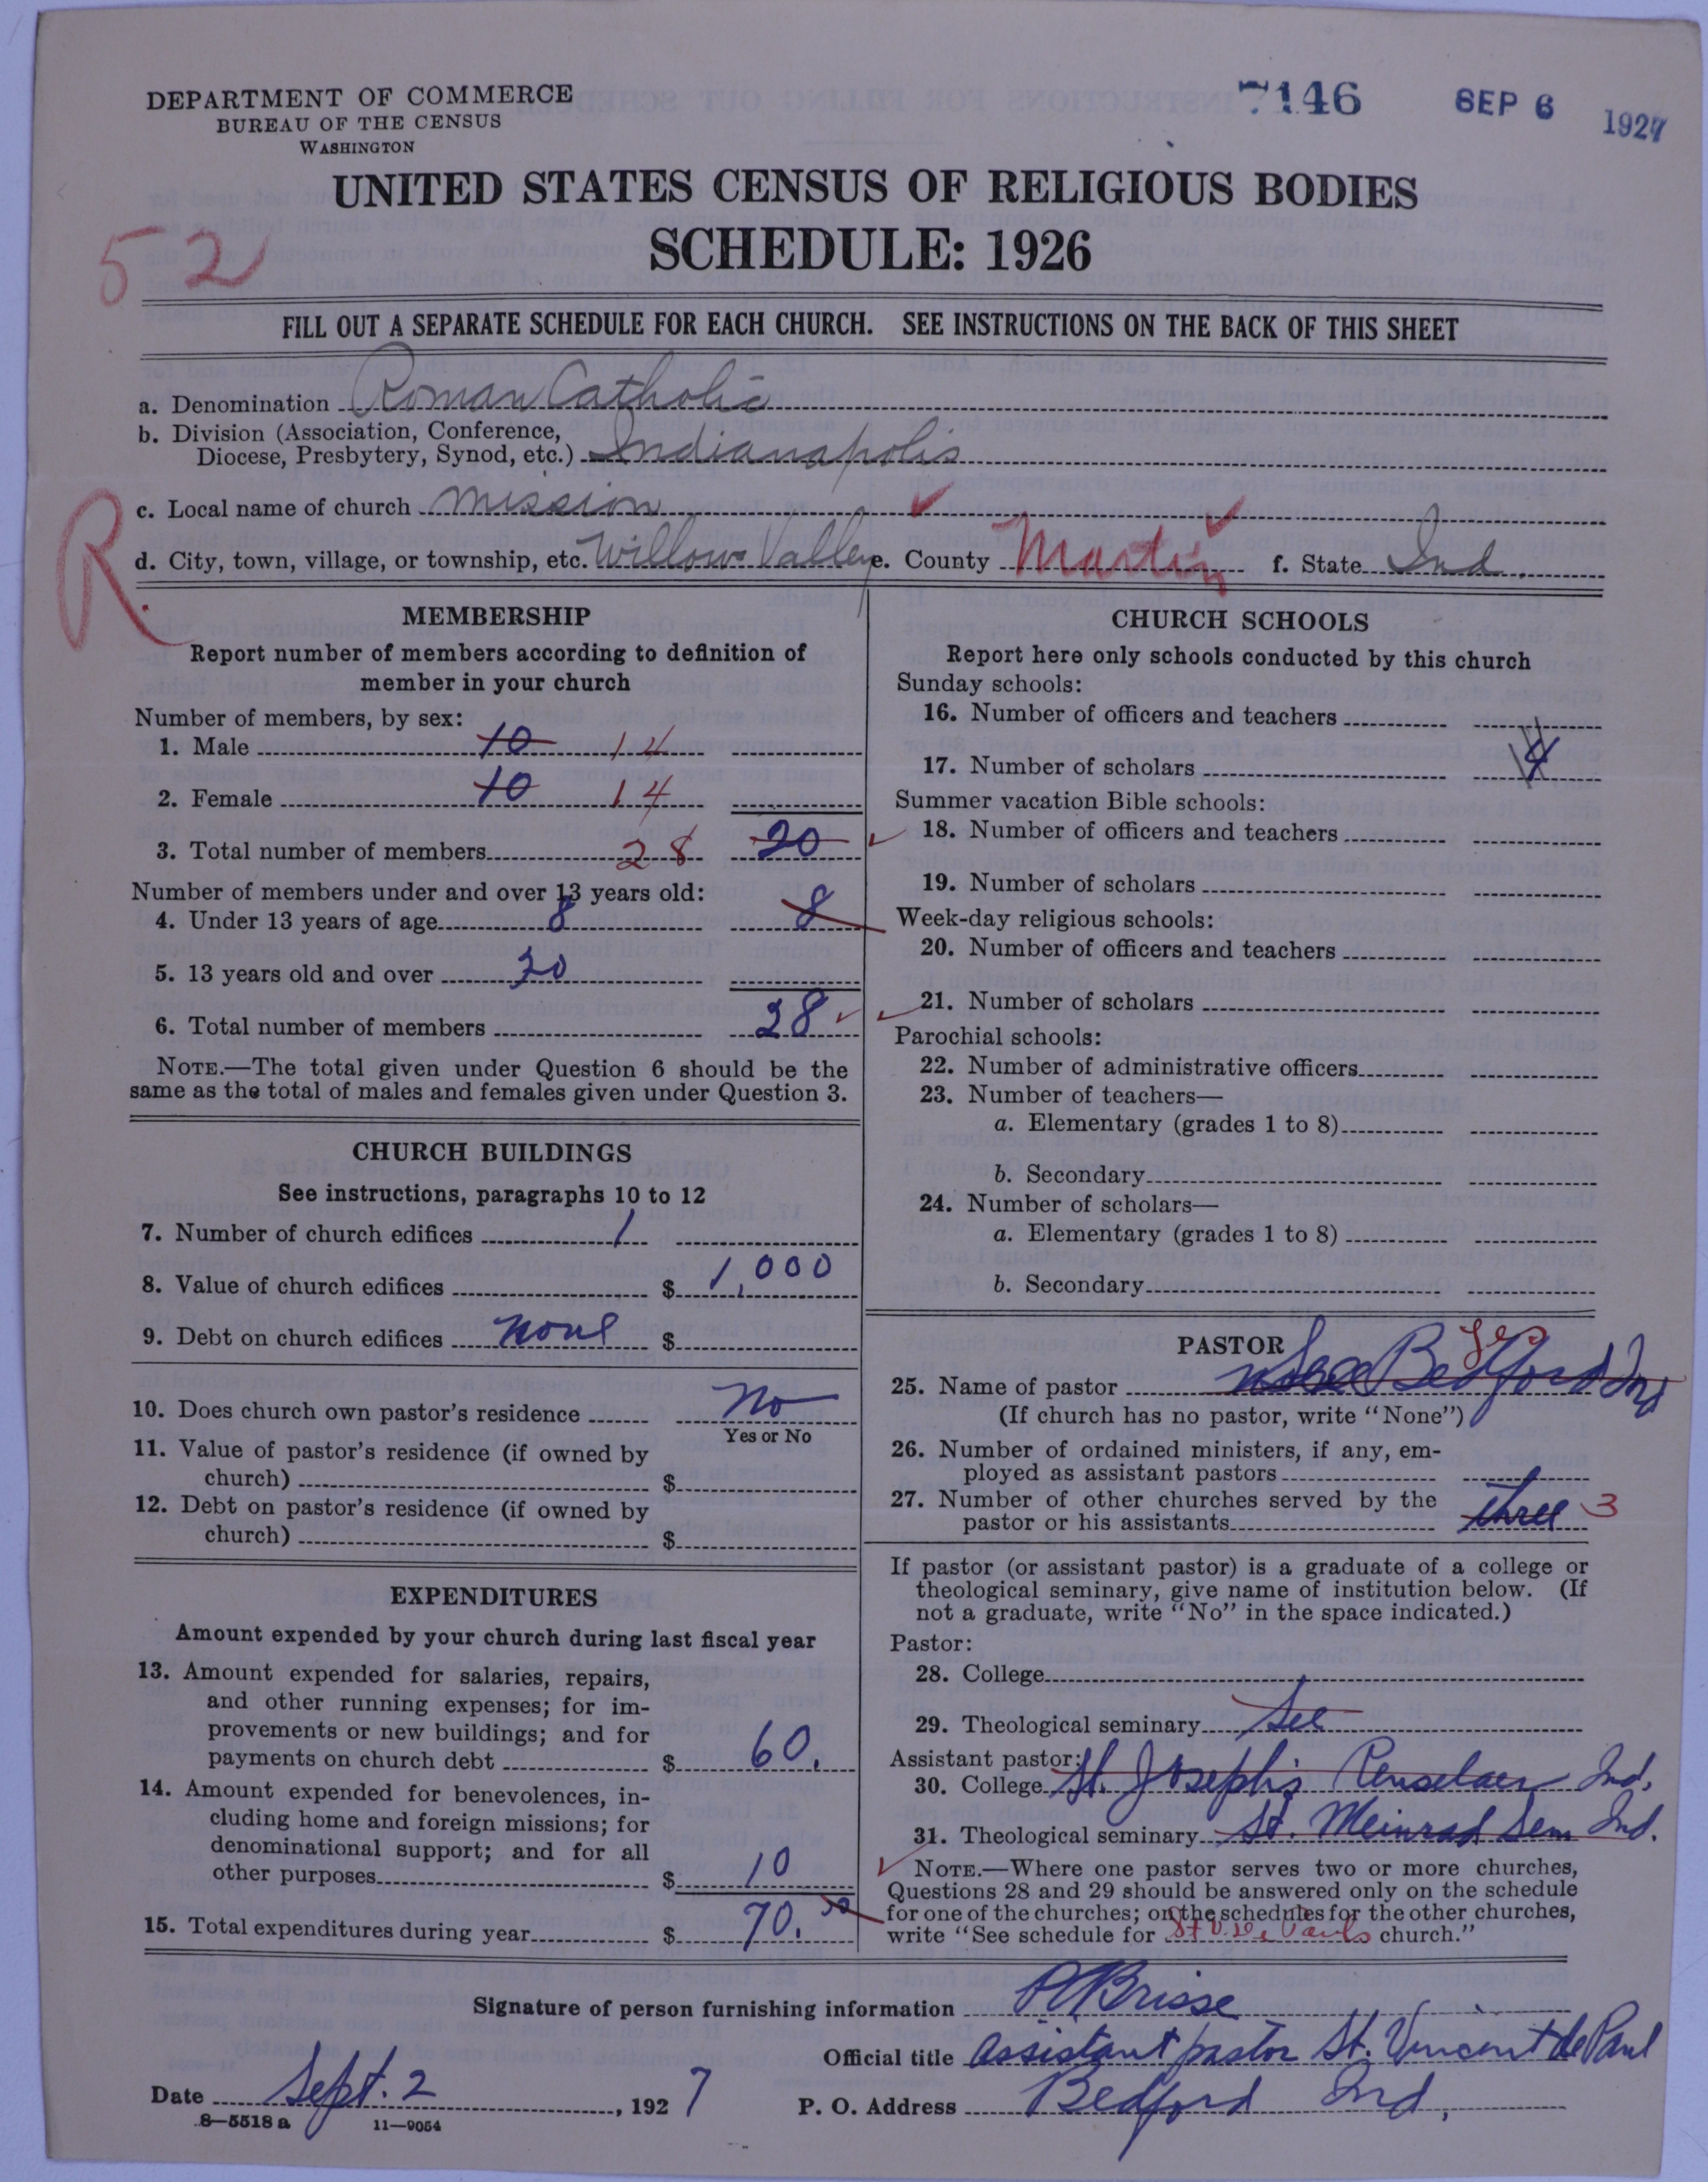 DEPARTMENT OF COMMERCE
BUREAU OF THE CENSUS
WASHINGTON
7146 SEP 6 1927
UNITED STATES CENSUS OF RELIGIOUS BODIES
SCHEDULE: 1926
52
FILL OUT A SEPARATE SCHEDULE FOR EACH CHURCH. SEE INSTRUCTIONS ON THE BACK OF THIS SHEET
a. Denomination Roman Catholic
b. Division (Association, Conference,
Diocese, Presbytery, Synod, etc.) Indianapolis
R.
c. Local name of church Mission
d. City, town, village, or township, etc. Willow Valley e. County Martin f. State Ind.
MEMBERSHIP
Report number of members according to definition of
member in your church
Number of members, by sex:
1. Male 10 14
2. Female 10 14
3. Total number of members 28 20
Number of members under and over 13 years old:
4. Under 13 years of age 8 8
5. 13 years old and over 20
6. Total number of members 28
NOTE.—The total given under Question 6 should be the
same as the total of males and females given under Question 3.
CHURCH BUILDINGS
See instructions, paragraphs 10 to 12
7. Number of church edifices 1
8. Value of church edifices $ 1,000
9. Debt on church edifices none $
10. Does church own pastor's residence No
Yes or No
11. Value of pastor's residence (if owned by
church) $
12. Debt on pastor's residence (if owned by
church) $
EXPENDITURES
Amount expended by your church during last fiscal year
13. Amount expended for salaries, repairs,
and other running expenses; for im-
provements or new buildings; and for
payments on church debt $ 60.
14. Amount expended for benevolences, in-
cluding home and foreign missions; for
denominational support; and for all
other purposes $ 10
15. Total expenditures during year $ 70.
CHURCH SCHOOLS
Report here only schools conducted by this church
Sunday schools:
16. Number of officers and teachers
17. Number of scholars 4
Summer vacation Bible schools:
18. Number of officers and teachers
19. Number of scholars
Week-day religious schools:
20. Number of officers and teachers
21. Number of scholars
Parochial schools:
22. Number of administrative officers
23. Number of teachers—
a. Elementary (grades 1 to 8)
b. Secondary
24. Number of scholars—
a. Elementary (grades 1 to 8)
b. Secondary
PASTOR
Yes
25. Name of pastor See Bedford Ind
(If church has no pastor, write "None")
26. Number of ordained ministers, if any, em-
ployed as assistant pastors
27. Number of other churches served by the
pastor or his assistants three 3
If pastor (or assistant pastor) is a graduate of a college or
theological seminary, give name of institution below. (If
not a graduate, write "No" in the space indicated.)
Pastor:
28. College
29. Theological seminary See
Assistant pastor:
30. College St. Joseph's Renselaer Ind.
31. Theological seminary St. Meinrad Sem Ind.
NOTE.—Where one pastor serves two or more churches,
Questions 28 and 29 should be answered only on the schedule
for one of the churches; on the schedules for the other churches,
write "See schedule for St V. De Pauls church."
Signature of person furnishing information Brisse
Official title assistant pastor St. Vincent de Paul
Date Sept. 2, 1927 P. O. Address Bedford Ind.
8—5518 a 11—9054